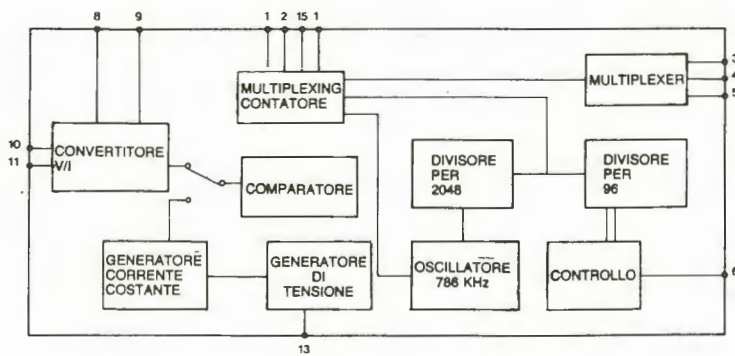 8 9 1 2 15 1
3
4
5
MULTIPLEXING
CONTATORE
MULTIPLEXER
10
11
CONVERTITORE
V/I
COMPARATORE
DIVISORE
PER
2048
DIVISORE
PER
96
GENERATORE
CORRENTE
COSTANTE
GENERATORE
DI
TENSIONE
OSCILLATORE
786 KHz
CONTROLLO
6
13